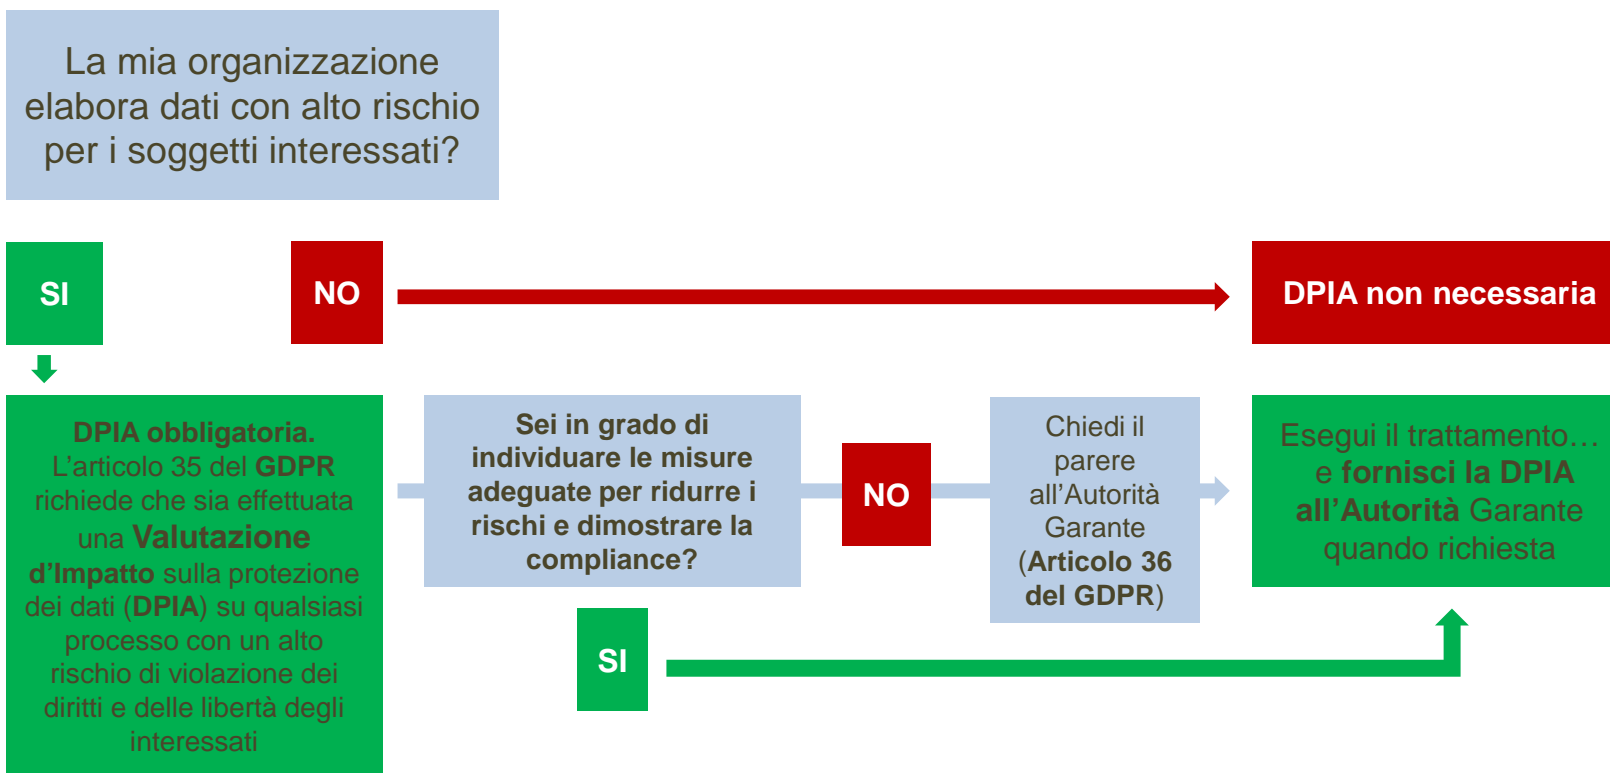 La mia organizzazione
elabora dati con alto rischio
per i soggetti interessati?
SI
NO
DPIA non necessaria
DPIA obbligatoria.
L'articolo 35 del GDPR
richiede che sia effettuata
una Valutazione
d'Impatto sulla protezione
dei dati (DPIA) su qualsiasi
processo con un alto
rischio di violazione dei
diritti e delle libertà degli
interessati
Sei in grado di
individuare le misure
adeguate per ridurre i
rischi e dimostrare la
compliance?
NO
Chiedi il
parere
all'Autorità
Garante
(Articolo 36
del GDPR)
Esegui il trattamento…
e fornisci la DPIA
all'Autorità Garante
quando richiesta
SI